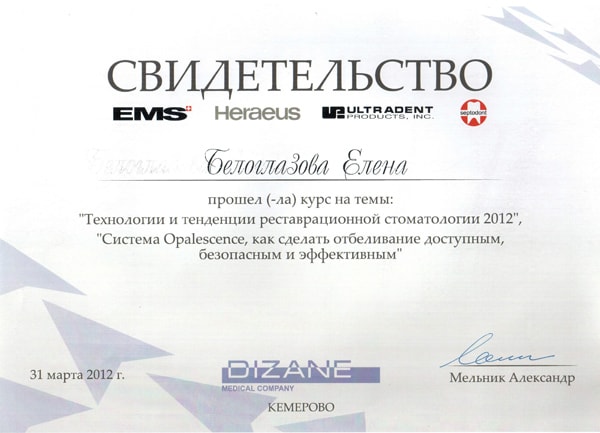 СВИДЕТЕЛЬСТВО
EMS Heraeus ULTRADENT PRODUCTS, INC. septodont
Белоглазова Елена
прошел (-ла) курс на темы:
"Технологии и тенденции реставрационной стоматологии 2012",
"Система Opalescence, как сделать отбеливание доступным,
безопасным и эффективным"
31 марта 2012 г.
DIZANE
MEDICAL COMPANY
Мельник Александр
КЕМЕРОВО